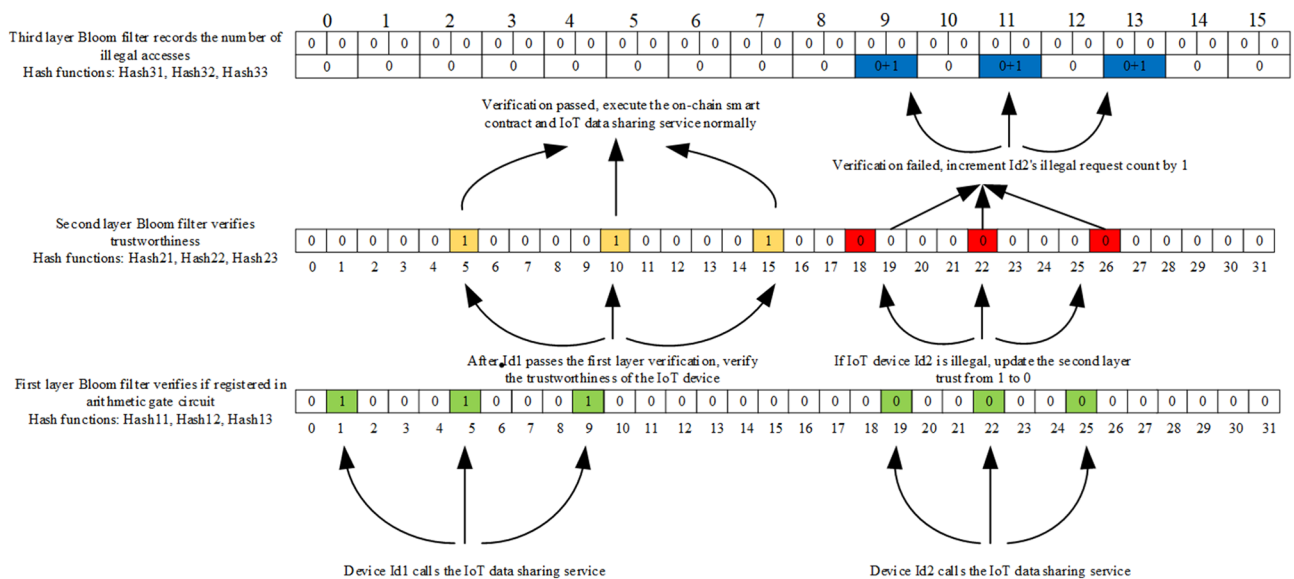 0 1 2 3 4 5 6 7 8 9 10 11 12 13 14 15
Third layer Bloom filter records the number of
illegal accesses
Hash functions: Hash31, Hash32, Hash33
0 0 0 0 0 0 0 0 0 0 0 0 0 0 0 0 0 0 0 0 0 0 0 0 0 0 0 0 0 0 0 0
0 0 0 0 0 0 0 0 0 0+1 0 0+1 0 0+1 0 0
Verification passed, execute the on-chain smart
contract and IoT data sharing service normally
Verification failed, increment Id2's illegal request count by 1
Second layer Bloom filter verifies
trustworthiness
Hash functions: Hash21, Hash22, Hash23
0 0 0 0 0 1 0 0 0 0 1 0 0 0 0 1 0 0 0 0 0 0 0 0 0 0 0 0 0 0 0 0
0 1 2 3 4 5 6 7 8 9 10 11 12 13 14 15 16 17 18 19 20 21 22 23 24 25 26 27 28 29 30 31
After Id1 passes the first layer verification, verify
the trustworthiness of the IoT device
If IoT device Id2 is illegal, update the second layer
trust from 1 to 0
First layer Bloom filter verifies if registered in
arithmetic gate circuit
Hash functions: Hash11, Hash12, Hash13
0 1 0 0 0 1 0 0 0 1 0 0 0 0 0 0 0 0 0 0 0 0 0 0 0 0 0 0 0 0 0 0
0 1 2 3 4 5 6 7 8 9 10 11 12 13 14 15 16 17 18 19 20 21 22 23 24 25 26 27 28 29 30 31
Device Id1 calls the IoT data sharing service
Device Id2 calls the IoT data sharing service